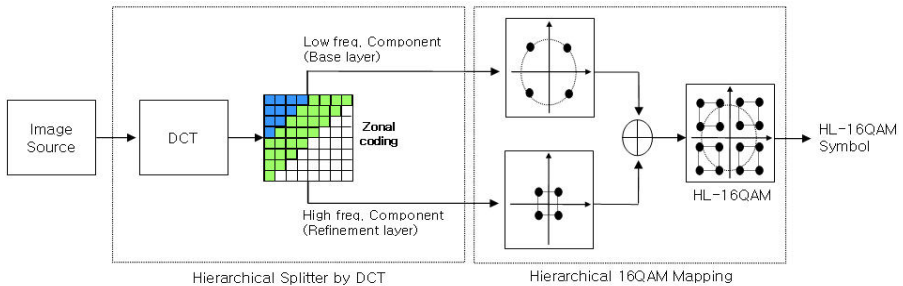 Low freq. Component
(Base layer)
Image
Source
DCT
Zonal
coding
HL-16QAM
Symbol
HL-16QAM
High freq. Component
(Refinement layer)
Hierarchical Splitter by DCT
Hierarchical 16QAM Mapping